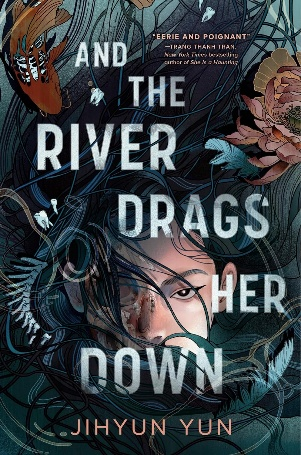 "EERIE AND POIGNANT"
—TRANG THANH TRAN,
New York Times bestselling
author of She Is a Haunting
AND
THE
RIVER
DRAGS
HER
DOWN
JIHYUN YUN